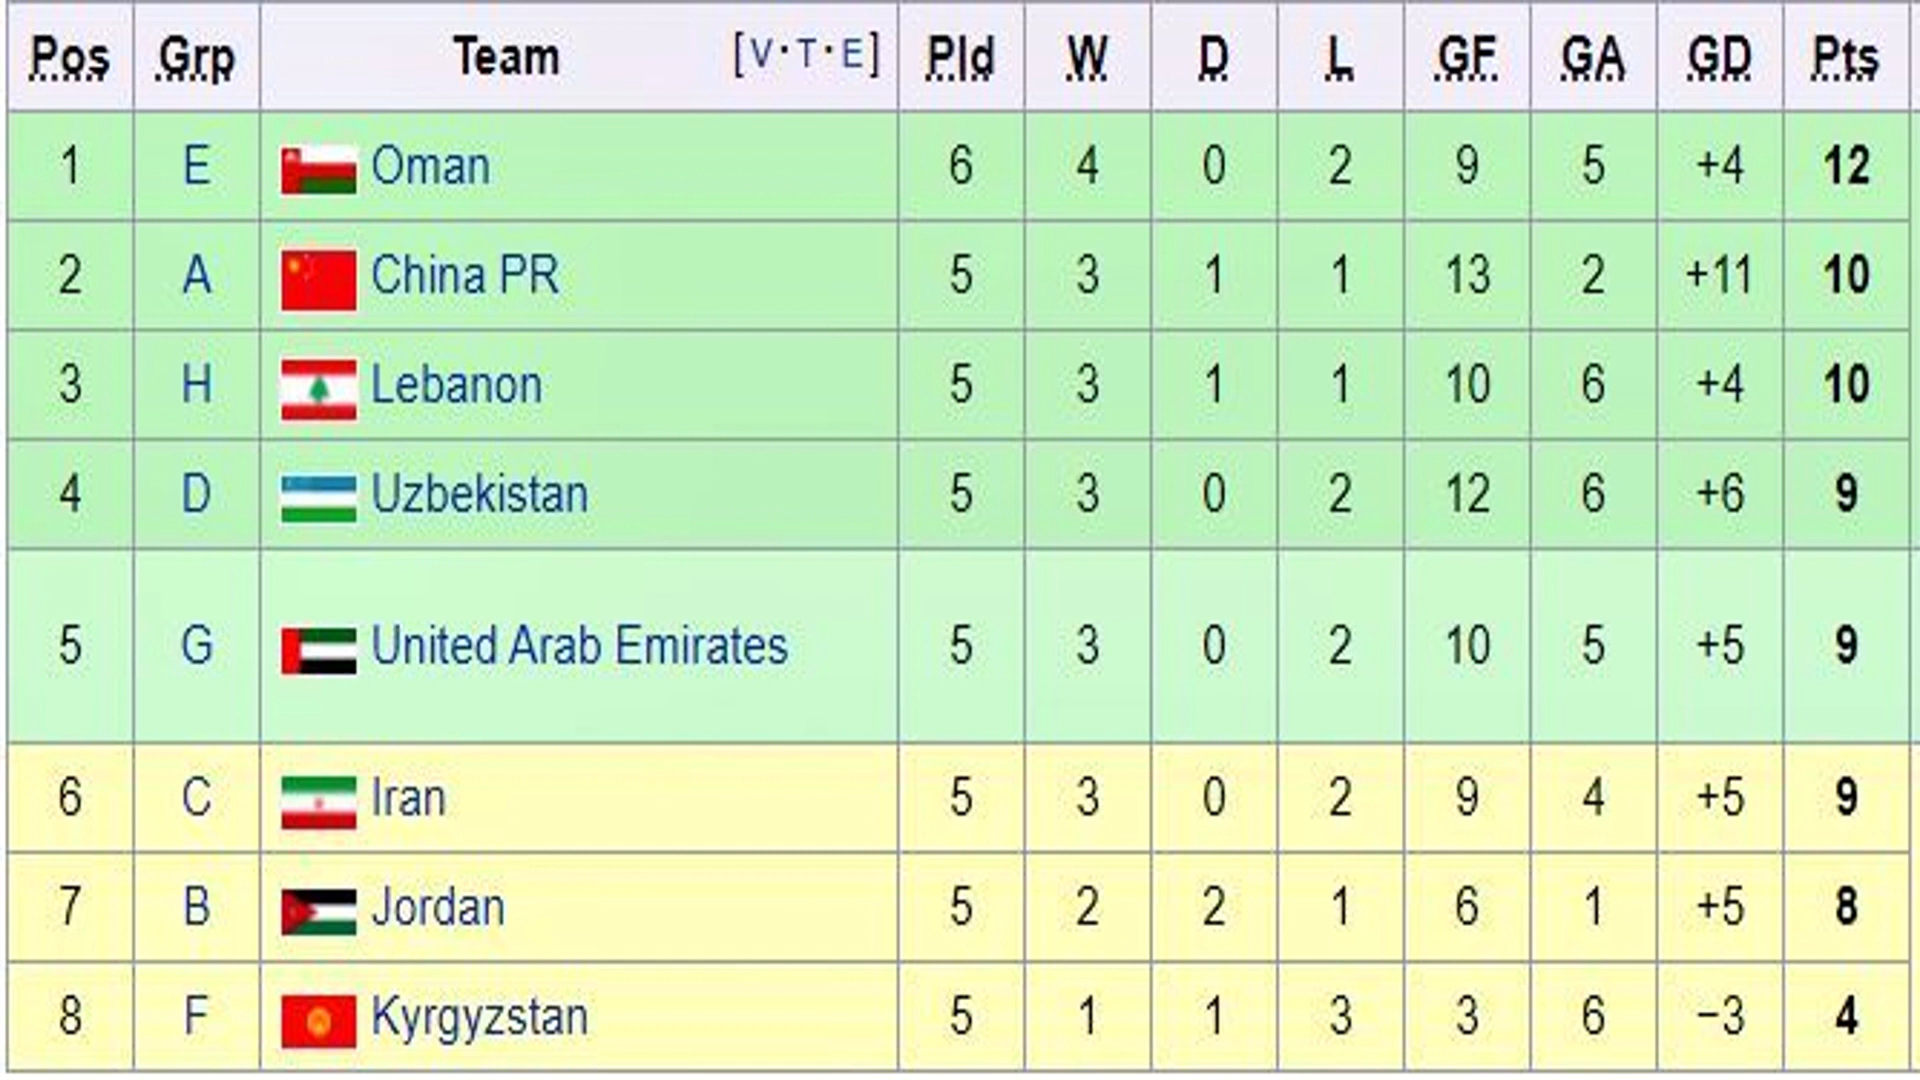 Pos Grp Team [V·T·E] Pld W D L GF GA GD Pts
1 E Oman 6 4 0 2 9 5 +4 12
2 A China PR 5 3 1 1 13 2 +11 10
3 H Lebanon 5 3 1 1 10 6 +4 10
4 D Uzbekistan 5 3 0 2 12 6 +6 9
5 G United Arab Emirates 5 3 0 2 10 5 +5 9
6 C Iran 5 3 0 2 9 4 +5 9
7 B Jordan 5 2 2 1 6 1 +5 8
8 F Kyrgyzstan 5 1 1 3 3 6 −3 4